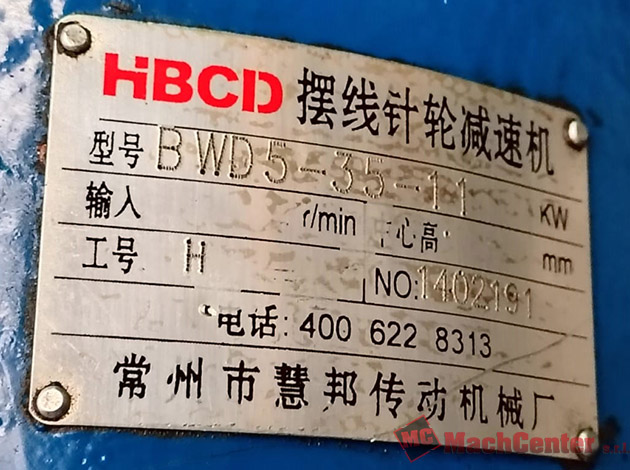 HBCD 摆线针轮减速机
型号 BWD5-35-11 KW
输入 r/min 中心高 mm
工号 H NO: 1402191
电话: 400 622 8313
常州市慧邦传动机械厂
MC MachCenter